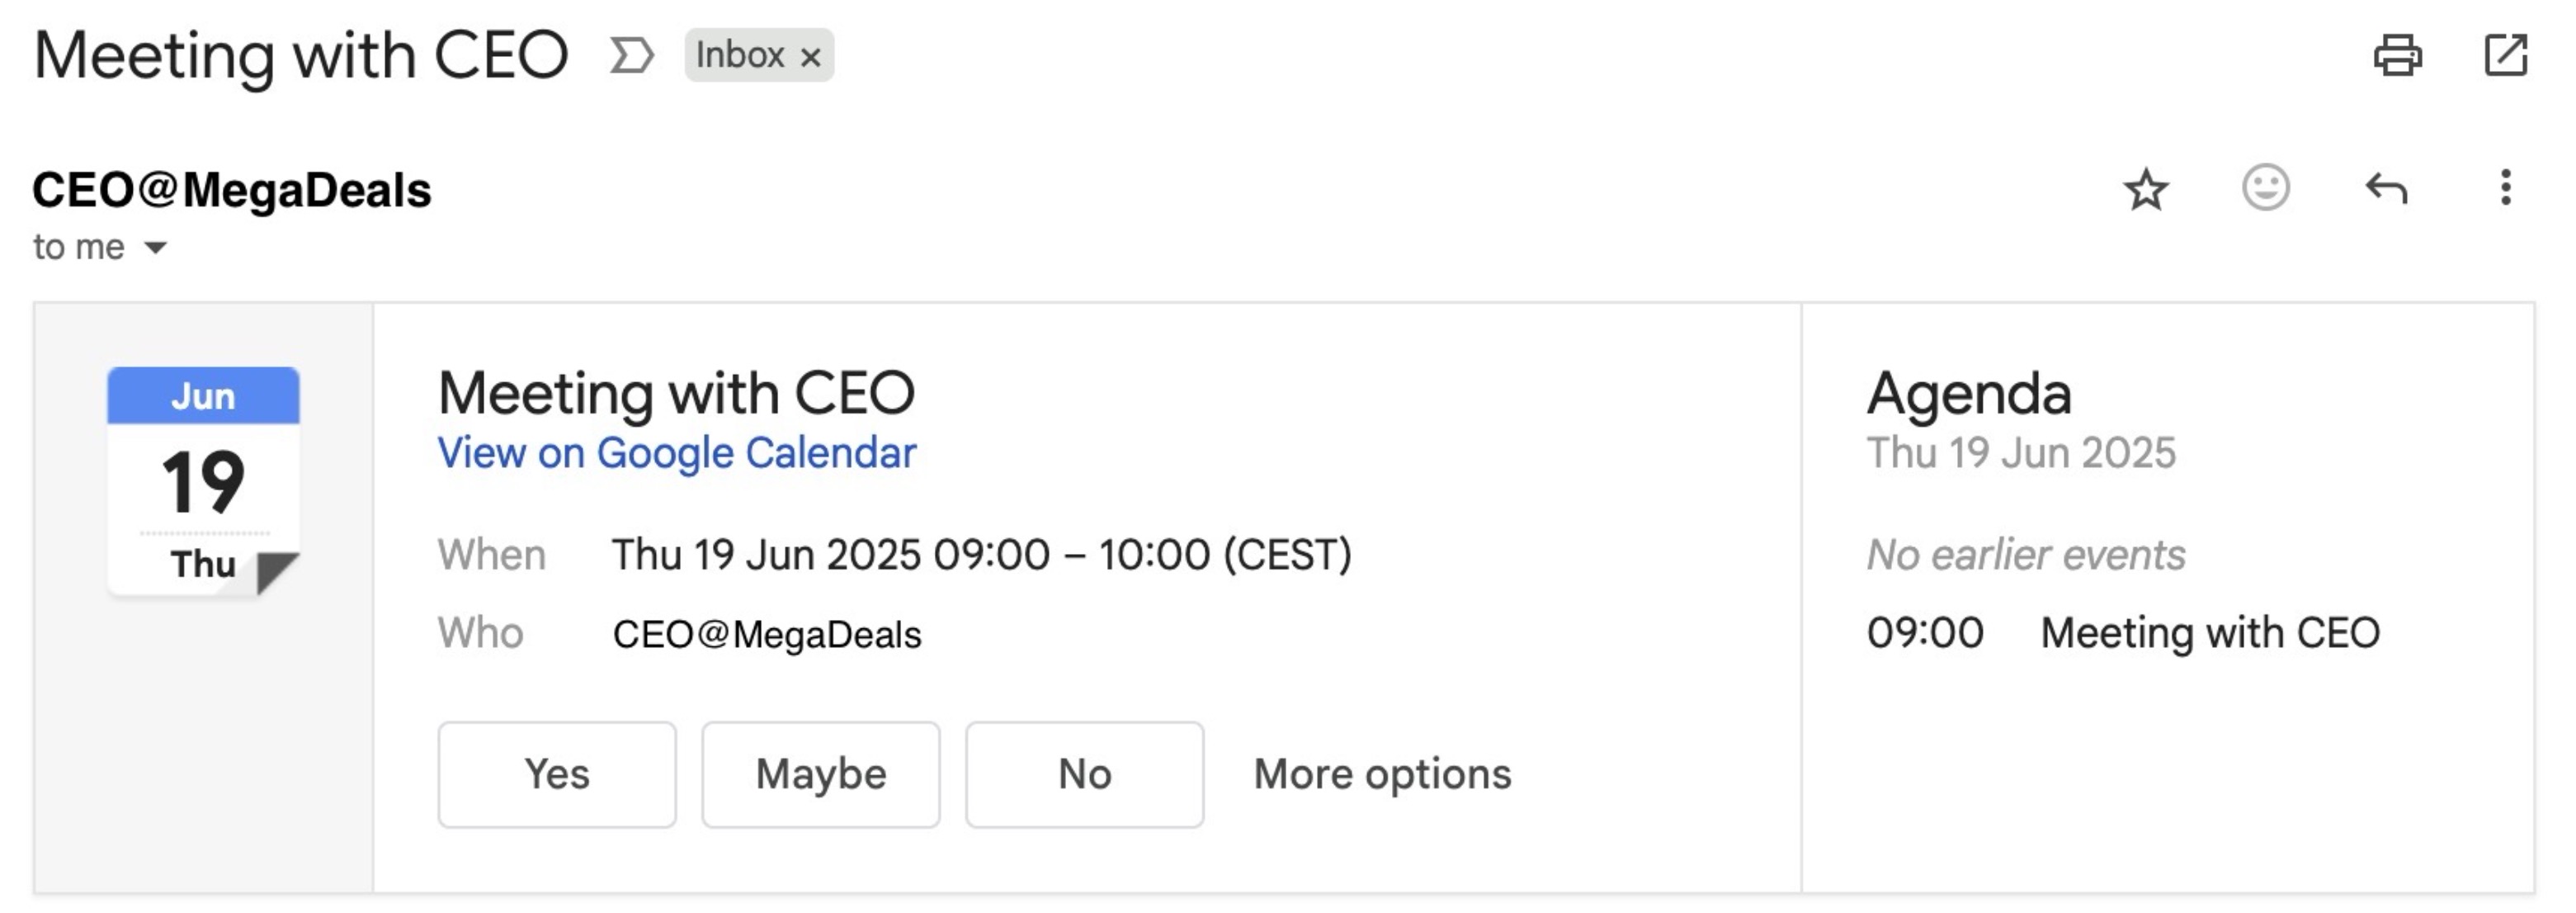 Meeting with CEO Inbox ×
CEO@MegaDeals
to me
Jun
19
Thu
Meeting with CEO
View on Google Calendar
When Thu 19 Jun 2025 09:00 – 10:00 (CEST)
Who CEO@MegaDeals
Yes Maybe No More options
Agenda
Thu 19 Jun 2025
No earlier events
09:00 Meeting with CEO